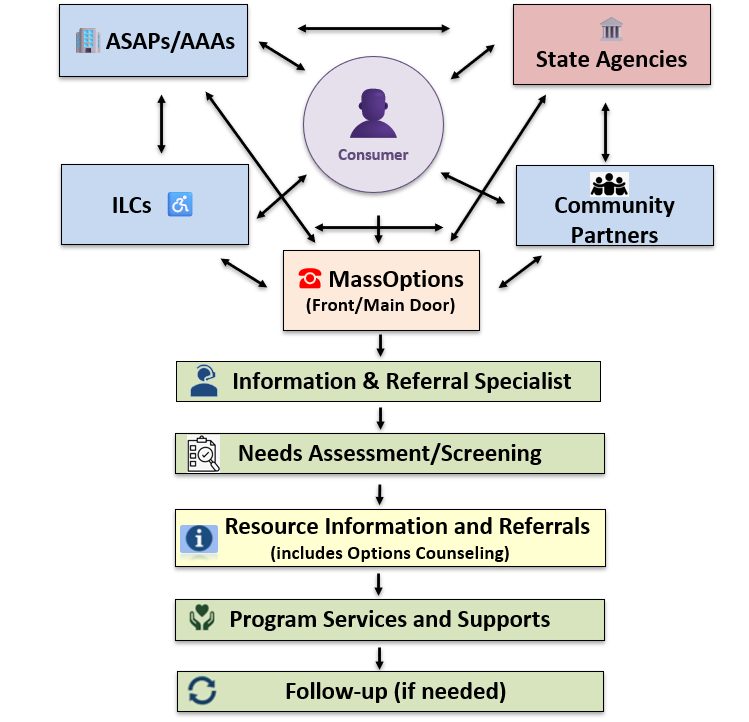 ASAPs/AAAs
State Agencies
Consumer
ILCs
Community
Partners
MassOptions
(Front/Main Door)
Information & Referral Specialist
Needs Assessment/Screening
Resource Information and Referrals
(includes Options Counseling)
Program Services and Supports
Follow-up (if needed)